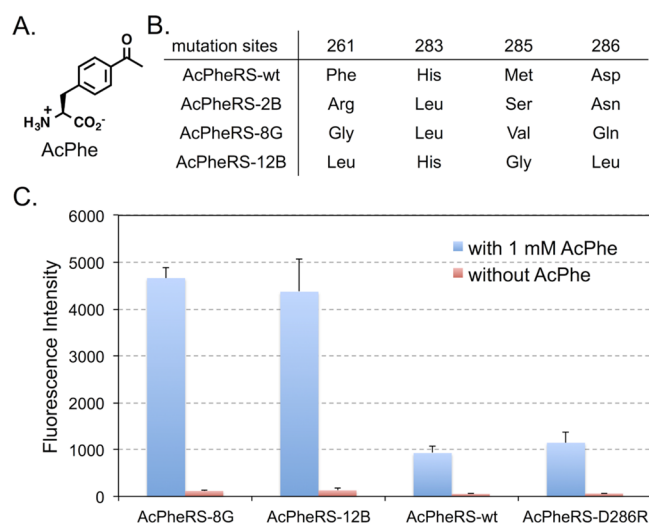 A.
O
H3N+ CO2-
AcPhe
B.
mutation sites 261 283 285 286
AcPheRS-wt Phe His Met Asp
AcPheRS-2B Arg Leu Ser Asn
AcPheRS-8G Gly Leu Val Gln
AcPheRS-12B Leu His Gly Leu
C.
Fluorescence Intensity
6000
5000
4000
3000
2000
1000
0
with 1 mM AcPhe
without AcPhe
AcPheRS-8G AcPheRS-12B AcPheRS-wt AcPheRS-D286R